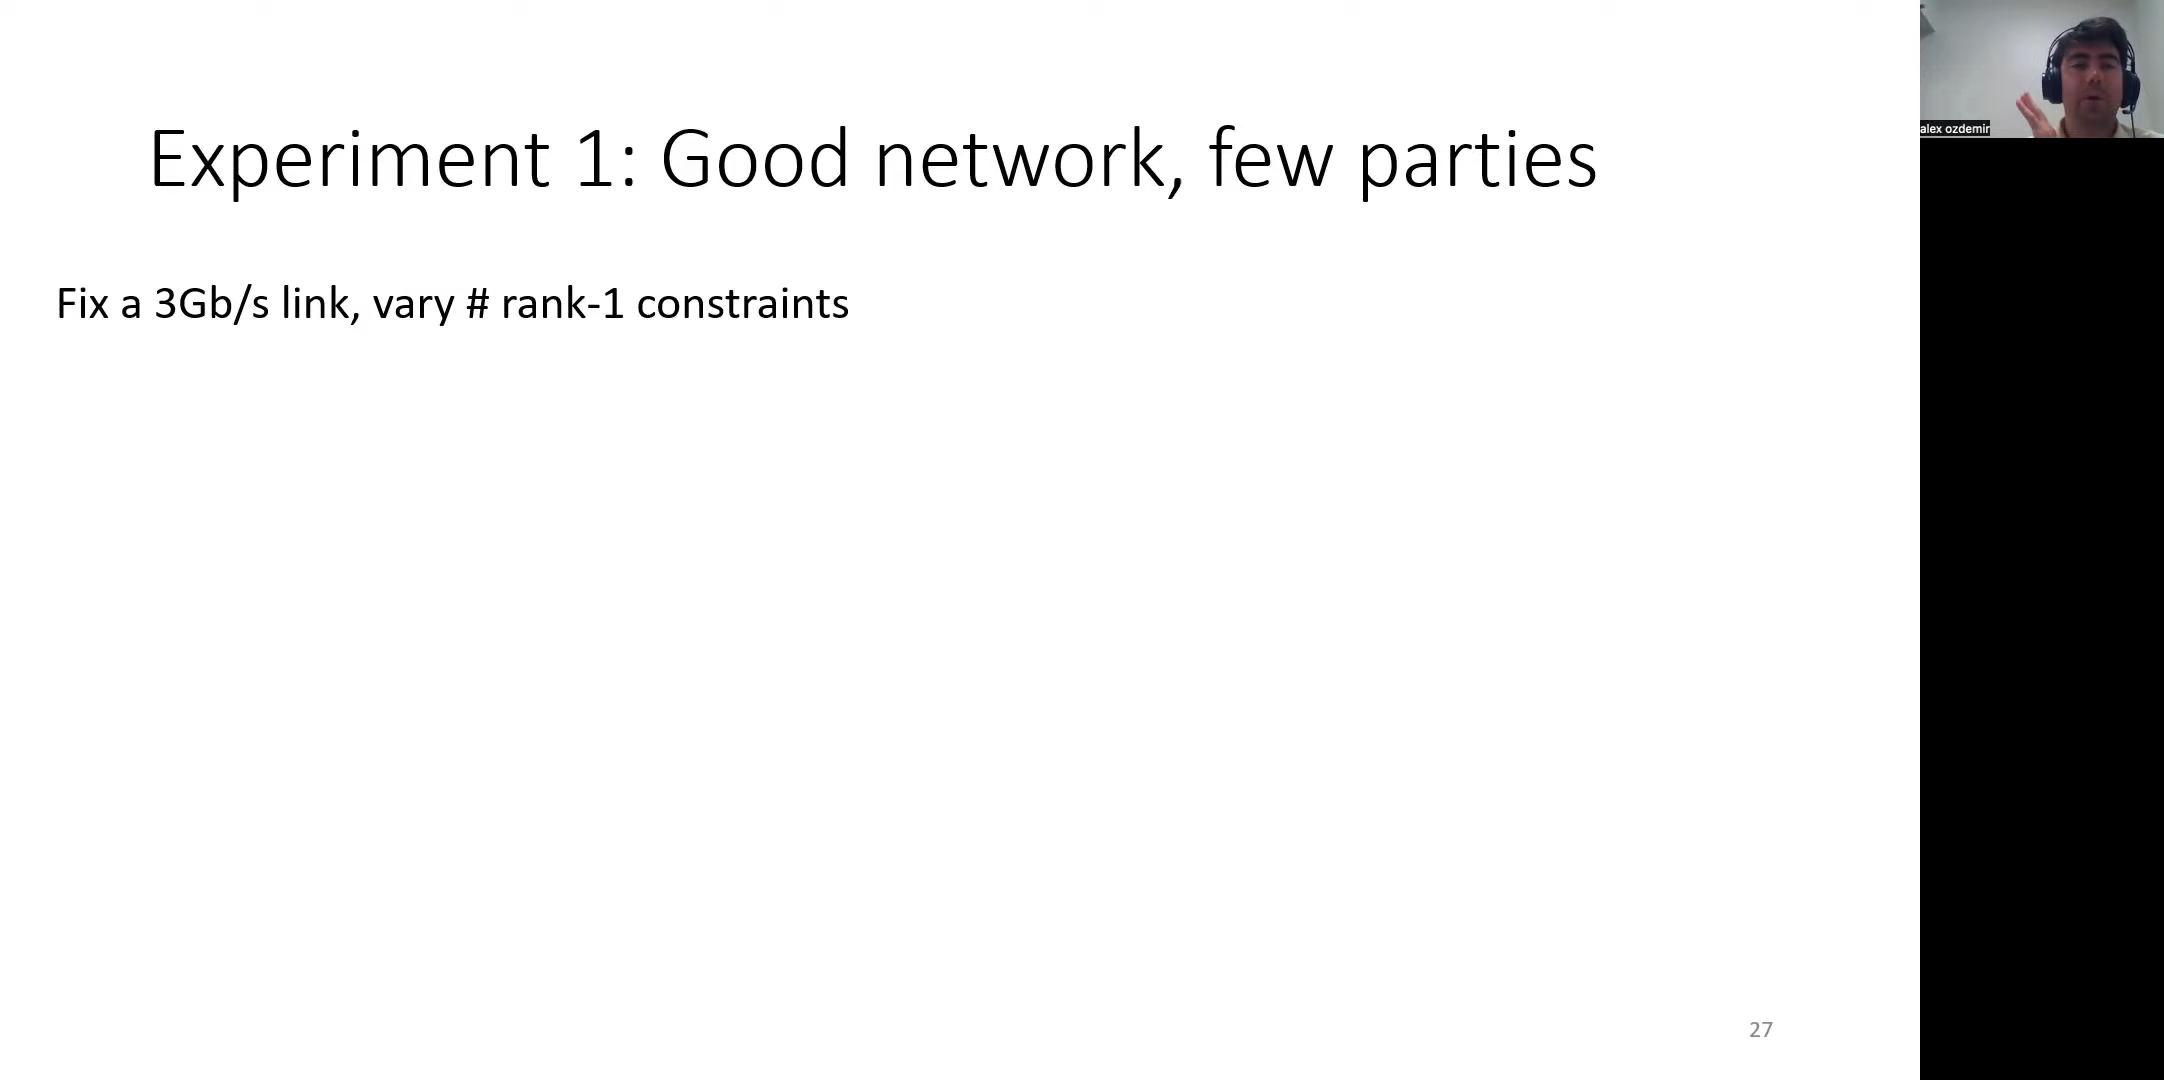 Experiment 1: Good network, few parties
alex ozdemir
Fix a 3Gb/s link, vary # rank-1 constraints
27